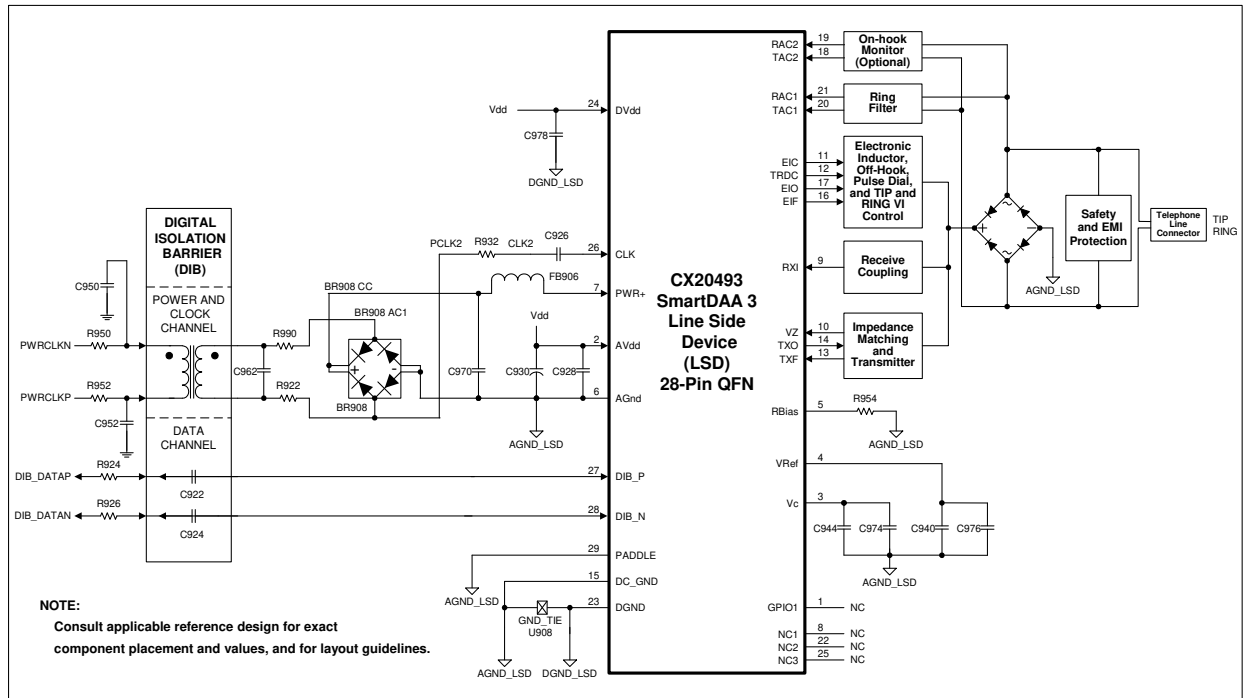 19
RAC2
18
TAC2
On-hook
Monitor
(Optional)
21
RAC1
20
TAC1
Ring
Filter
Vdd
24
DVdd
C978
DGND_LSD
11
EIC
12
TRDC
17
EIO
16
EIF
Electronic
Inductor,
Off-Hook,
Pulse Dial,
and TIP and
RING VI
Control
~
+
-
~
AGND_LSD
Safety
and EMI
Protection
Telephone
Line
Connector
TIP
RING
DIGITAL
ISOLATION
BARRIER
(DIB)
POWER AND
CLOCK
CHANNEL
DATA
CHANNEL
PCLK2
R932
CLK2
C926
26
CLK
FB906
7
PWR+
9
RXI
Receive
Coupling
CX20493
SmartDAA 3
Line Side
Device
(LSD)
28-Pin QFN
C950
R950
PWRCLKN
R952
PWRCLKP
C952
R990
C962
R922
BR908 CC
BR908 AC1
+
-
BR908
Vdd
2
AVdd
C970
C930
C928
6
AGnd
AGND_LSD
10
VZ
14
TXO
13
TXF
Impedance
Matching
and
Transmitter
5
RBias
R954
AGND_LSD
4
VRef
3
Vc
C944
C974
C940
C976
AGND_LSD
DIB_DATAP
R924
C922
27
DIB_P
DIB_DATAN
R926
C924
28
DIB_N
29
PADDLE
AGND_LSD
15
DC_GND
23
DGND
GND_TIE
U908
AGND_LSD
DGND_LSD
1
GPIO1
NC
8
NC1
NC
22
NC2
NC
25
NC3
NC
NOTE:
Consult applicable reference design for exact
component placement and values, and for layout guidelines.